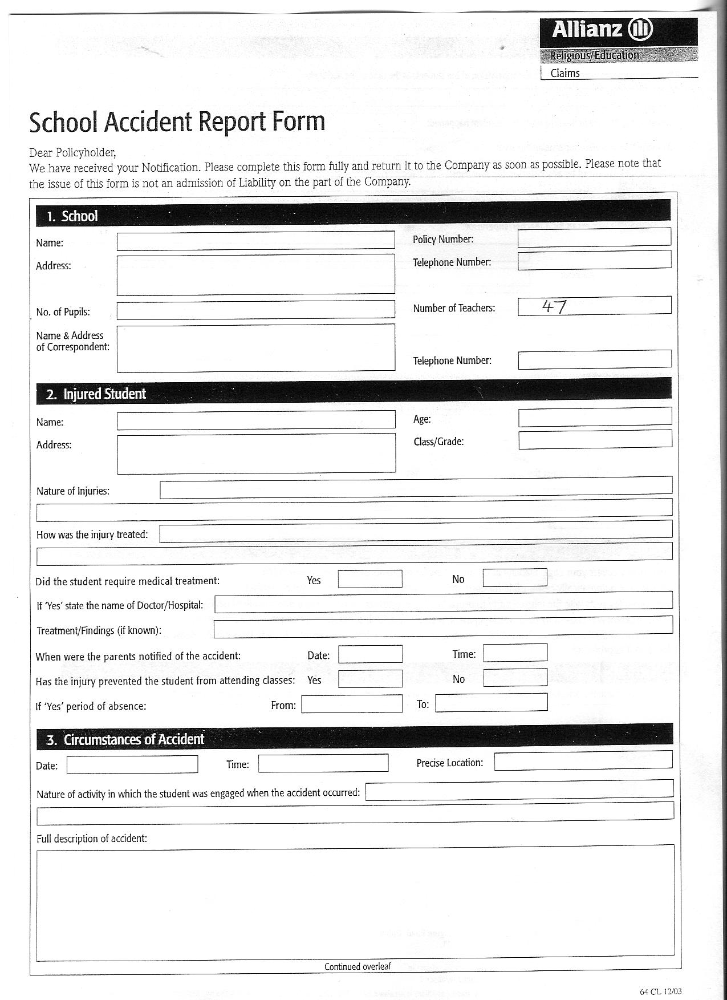 Allianz
Religious/Education
Claims
School Accident Report Form
Dear Policyholder,
We have received your Notification. Please complete this form fully and return it to the Company as soon as possible. Please note that
the issue of this form is not an admission of Liability on the part of the Company.
1. School
Name:
Policy Number:
Address:
Telephone Number:
No. of Pupils:
Number of Teachers: 47
Name & Address
of Correspondent:
Telephone Number:
2. Injured Student
Name:
Age:
Address:
Class/Grade:
Nature of Injuries:
How was the injury treated:
Did the student require medical treatment: Yes No
If 'Yes' state the name of Doctor/Hospital:
Treatment/Findings (if known):
When were the parents notified of the accident: Date: Time:
Has the injury prevented the student from attending classes: Yes No
If 'Yes' period of absence: From: To:
3. Circumstances of Accident
Date: Time: Precise Location:
Nature of activity in which the student was engaged when the accident occurred:
Full description of accident:
Continued overleaf
64 CL 12/03